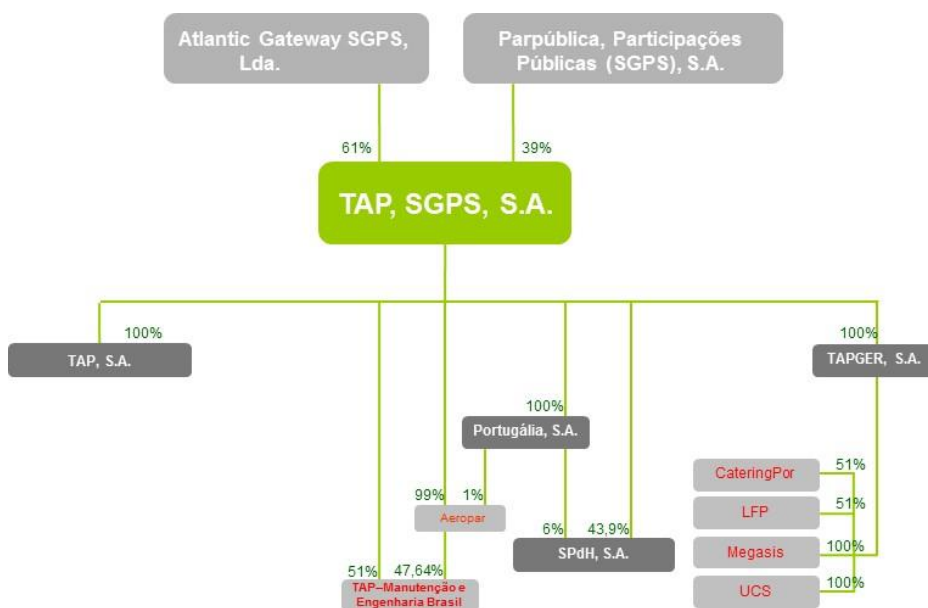 Atlantic Gateway SGPS,
Lda.
Parpública, Participações
Públicas (SGPS), S.A.
61%
39%
TAP, SGPS, S.A.
100%
TAP, S.A.
100%
TAPGER, S.A.
100%
Portugália, S.A.
99%
1%
Aeropar
6%
43,9%
SPdH, S.A.
51%
47,64%
TAP–Manutenção e
Engenharia Brasil
CateringPor
51%
LFP
51%
Megasis
100%
UCS
100%